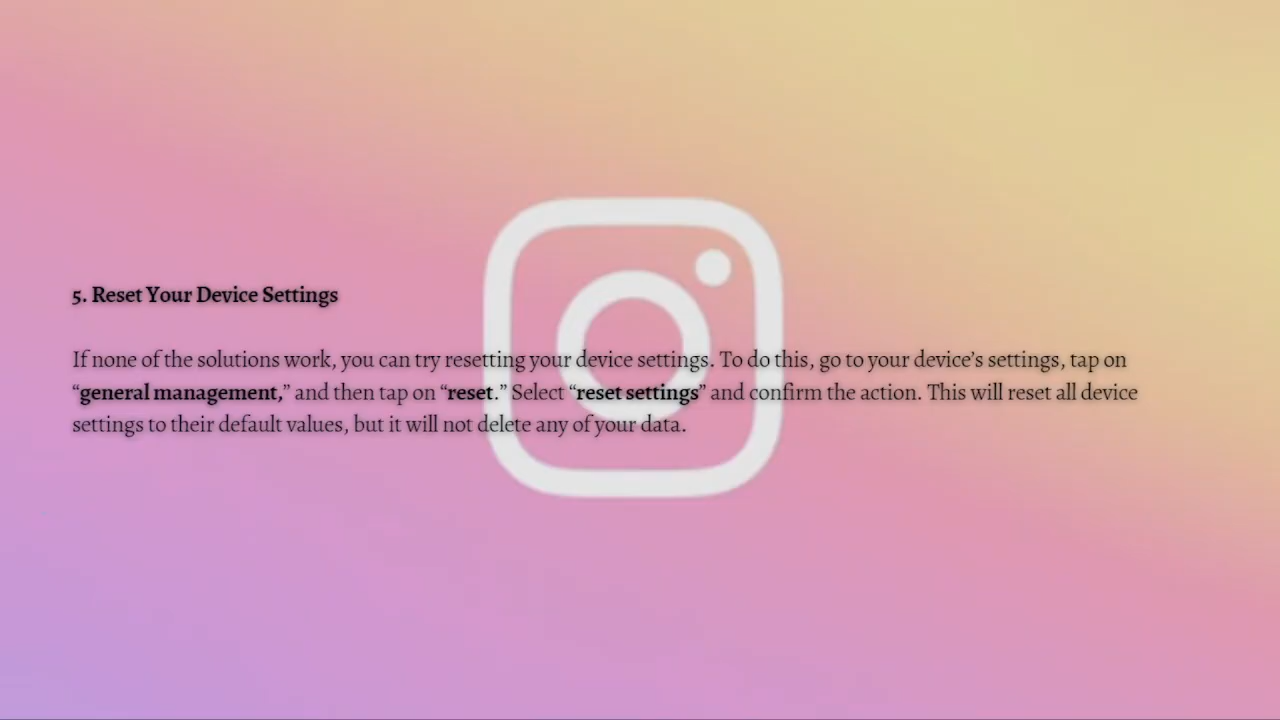 5. Reset Your Device Settings
If none of the solutions work, you can try resetting your device settings. To do this, go to your device’s settings, tap on
“general management,” and then tap on “reset.” Select “reset settings” and confirm the action. This will reset all device
settings to their default values, but it will not delete any of your data.